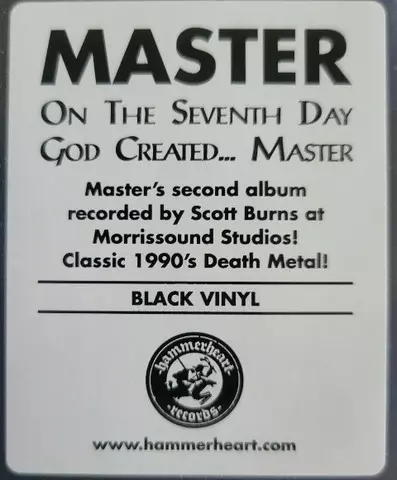 MASTER
On The Seventh Day
God Created... Master
Master's second album
recorded by Scott Burns at
Morrissound Studios!
Classic 1990's Death Metal!
BLACK VINYL
-hammerheart-
-records-
www.hammerheart.com